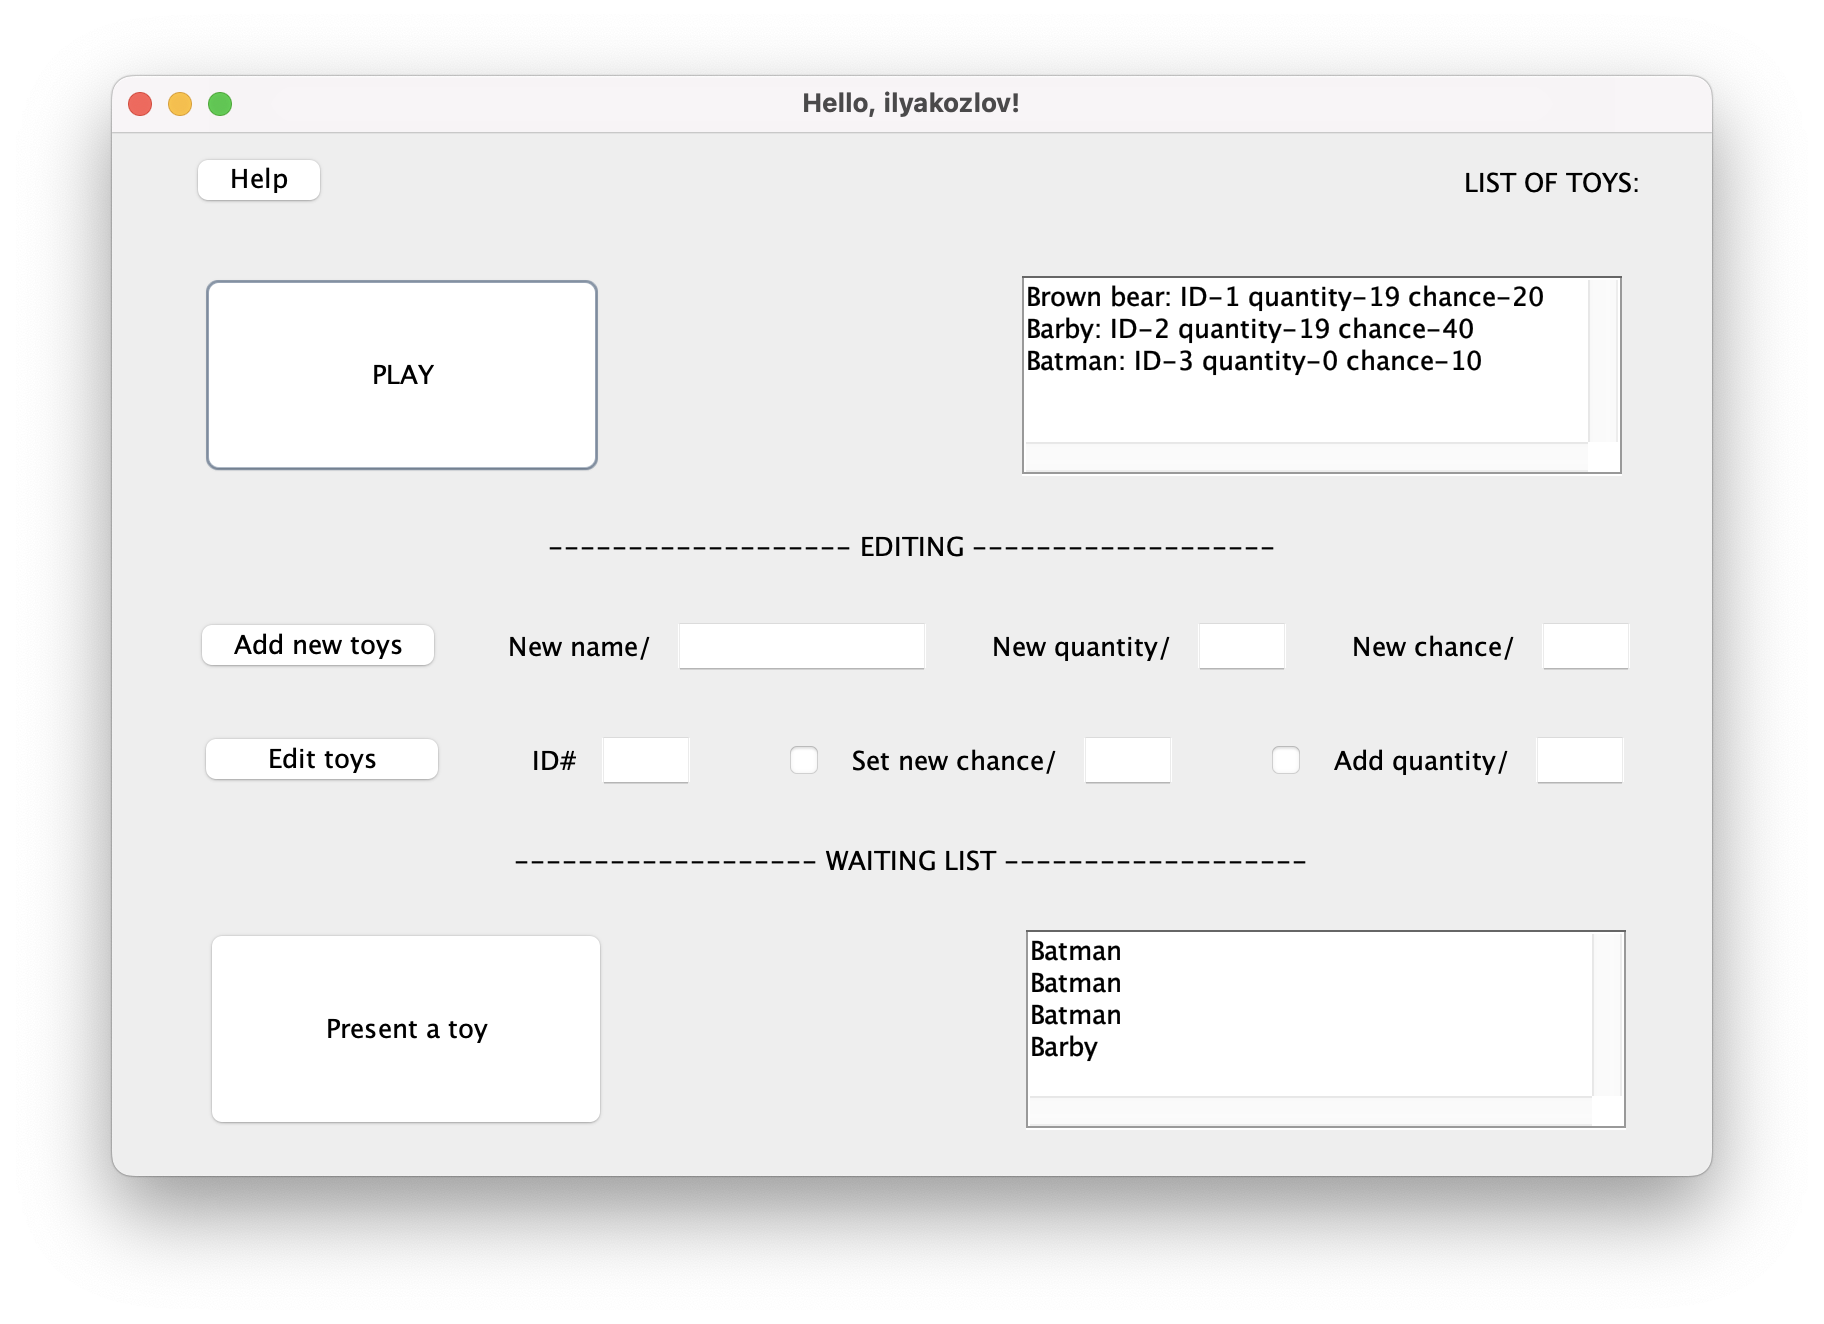 Hello, ilyakozlov!
Help
LIST OF TOYS:
PLAY
Brown bear: ID-1 quantity-19 chance-20
Barby: ID-2 quantity-19 chance-40
Batman: ID-3 quantity-0 chance-10
------------------- EDITING -------------------
Add new toys New name/ New quantity/ New chance/
Edit toys ID# Set new chance/ Add quantity/
------------------- WAITING LIST -------------------
Present a toy
Batman
Batman
Batman
Barby